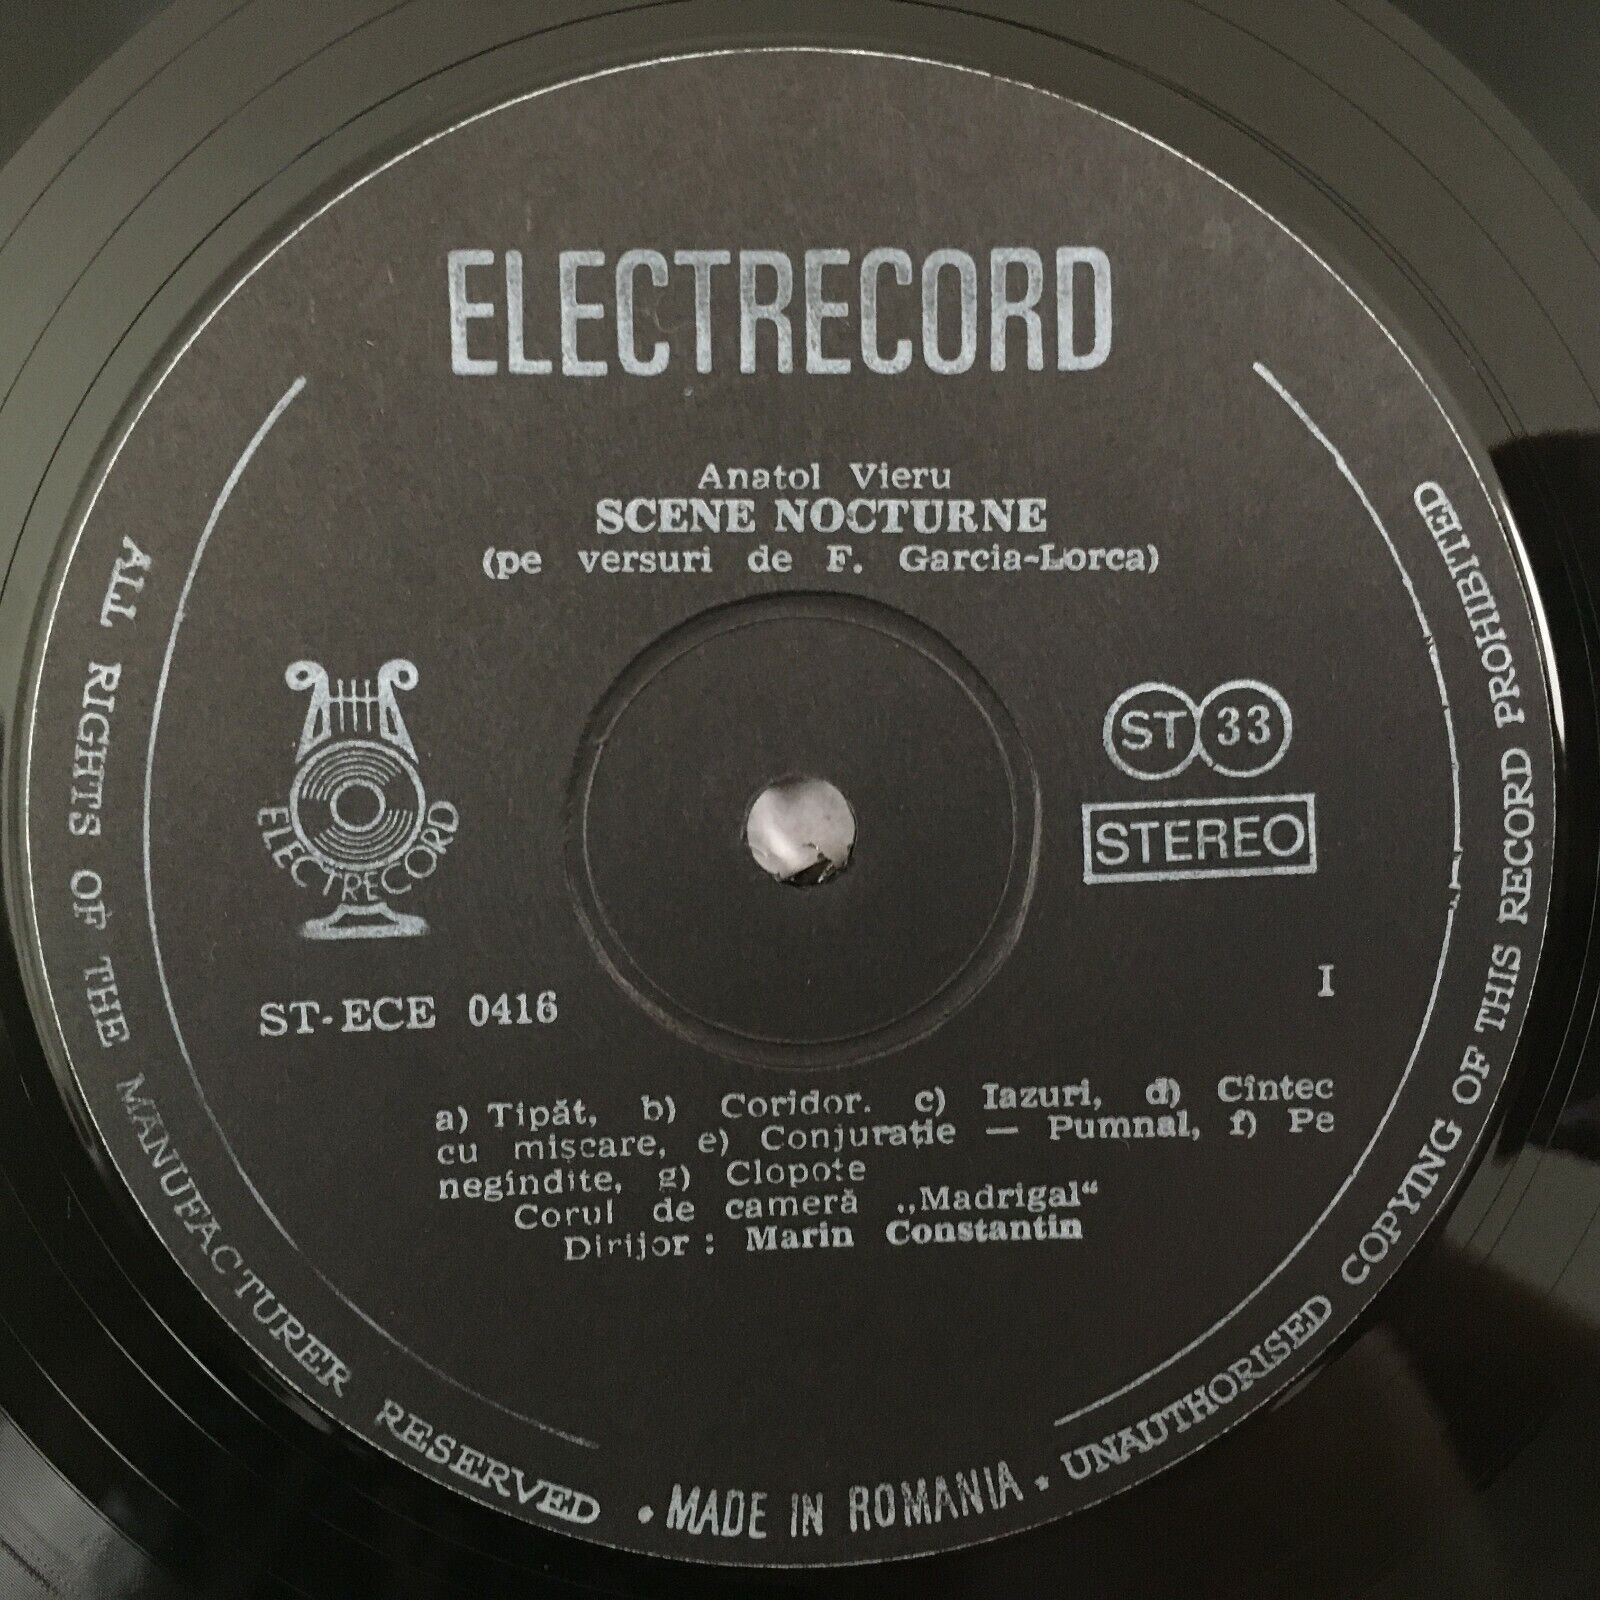 ELECTRECORD
Anatol Vieru
SCENE NOCTURNE
(pe versuri de F. Garcia-Lorca)
ELECTRECORD
ST 33
STEREO
ST-ECE 0416
I
a) Tipăt, b) Coridor. c) Iazuri, d) Cîntec
cu mișcare, e) Conjurație — Pumnal, f) Pe
negîndite, g) Clopote
Corul de cameră „Madrigal“
Dirijor : Marin Constantin
ALL RIGHTS OF THE MANUFACTURER RESERVED • MADE IN ROMANIA • UNAUTHORISED COPYING OF THIS RECORD PROHIBITED